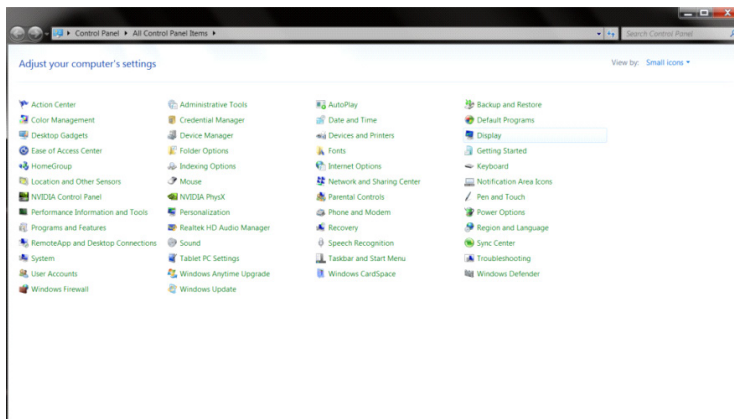 Control Panel ▸ All Control Panel Items ▸
Search Control Panel
Adjust your computer's settings
View by: Small icons
Action Center
Administrative Tools
AutoPlay
Backup and Restore
Color Management
Credential Manager
Date and Time
Default Programs
Desktop Gadgets
Device Manager
Devices and Printers
Display
Ease of Access Center
Folder Options
Fonts
Getting Started
HomeGroup
Indexing Options
Internet Options
Keyboard
Location and Other Sensors
Mouse
Network and Sharing Center
Notification Area Icons
NVIDIA Control Panel
NVIDIA PhysX
Parental Controls
Pen and Touch
Performance Information and Tools
Personalization
Phone and Modem
Power Options
Programs and Features
Realtek HD Audio Manager
Recovery
Region and Language
RemoteApp and Desktop Connections
Sound
Speech Recognition
Sync Center
System
Tablet PC Settings
Taskbar and Start Menu
Troubleshooting
User Accounts
Windows Anytime Upgrade
Windows CardSpace
Windows Defender
Windows Firewall
Windows Update